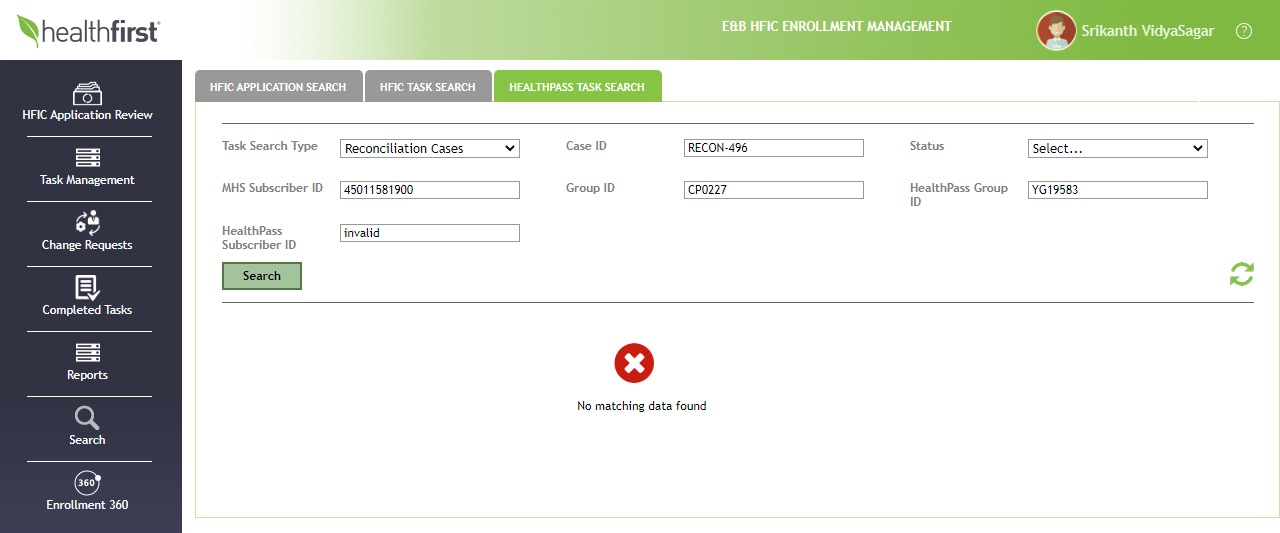 healthfirst
E&B HFIC ENROLLMENT MANAGEMENT
Srikanth VidyaSagar
?
HFIC Application Review
Task Management
Change Requests
Completed Tasks
Reports
Search
360
Enrollment 360
HFIC APPLICATION SEARCH
HFIC TASK SEARCH
HEALTHPASS TASK SEARCH
Task Search Type
Reconciliation Cases
Case ID
RECON-496
Status
Select...
MHS Subscriber ID
45011581900
Group ID
CP0227
HealthPass Group
ID
YG19583
HealthPass
Subscriber ID
invalid
Search
No matching data found